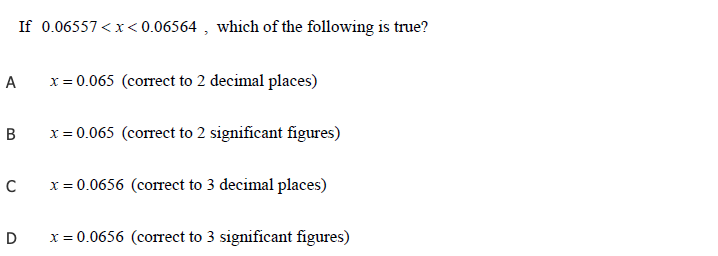 If 0.06557 < x < 0.06564 , which of the following is true?
A x = 0.065 (correct to 2 decimal places)
B x = 0.065 (correct to 2 significant figures)
C x = 0.0656 (correct to 3 decimal places)
D x = 0.0656 (correct to 3 significant figures)